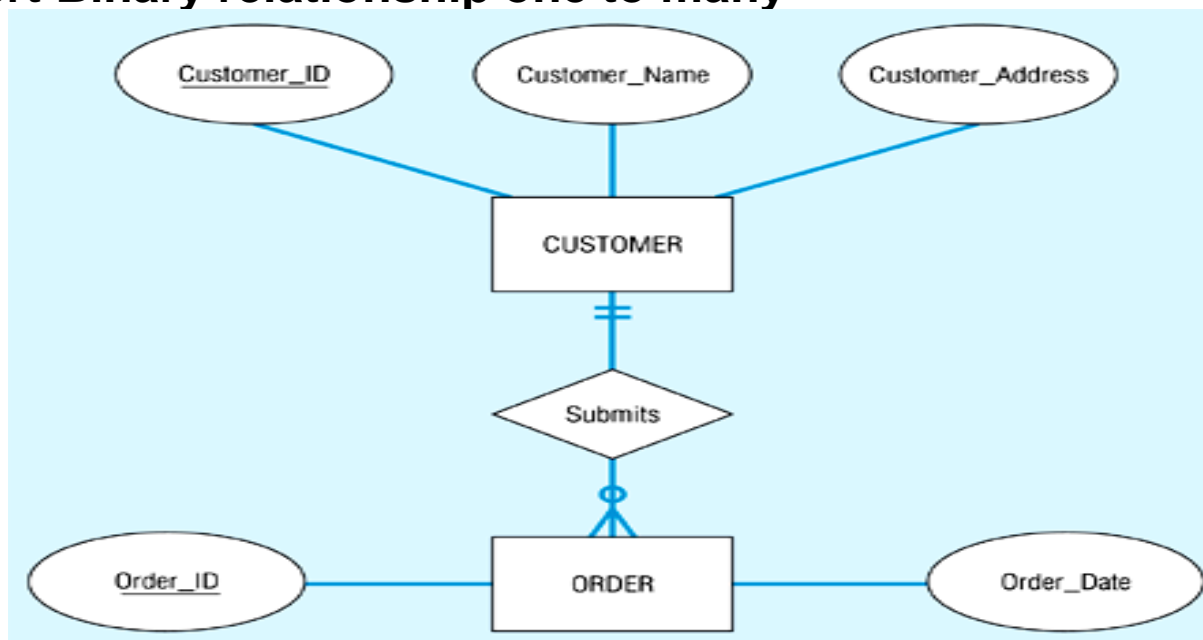 Binary relationship one to many
Customer_ID
Customer_Name
Customer_Address
CUSTOMER
Submits
Order_ID
ORDER
Order_Date